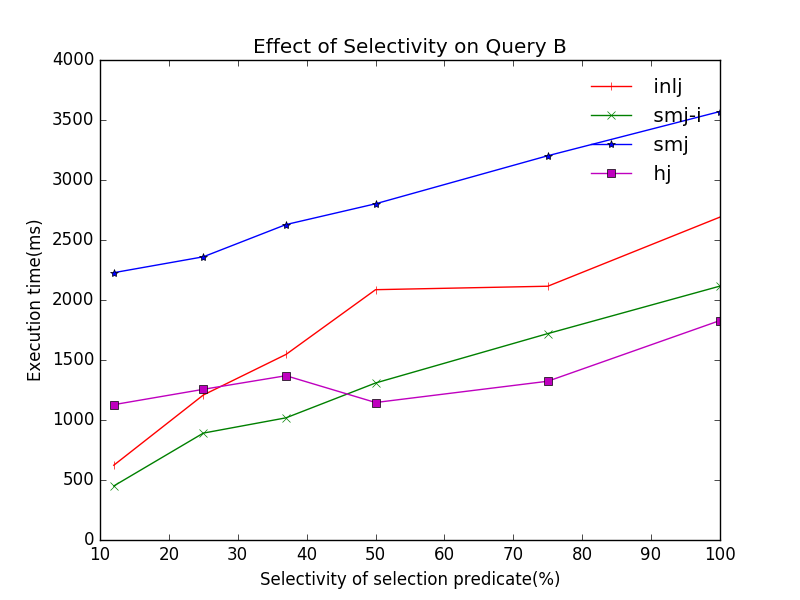 Effect of Selectivity on Query B
4000
3500
3000
2500
2000
1500
1000
500
0
Execution time(ms)
inlj
smj-i
smj
hj
10 20 30 40 50 60 70 80 90 100
Selectivity of selection predicate(%)